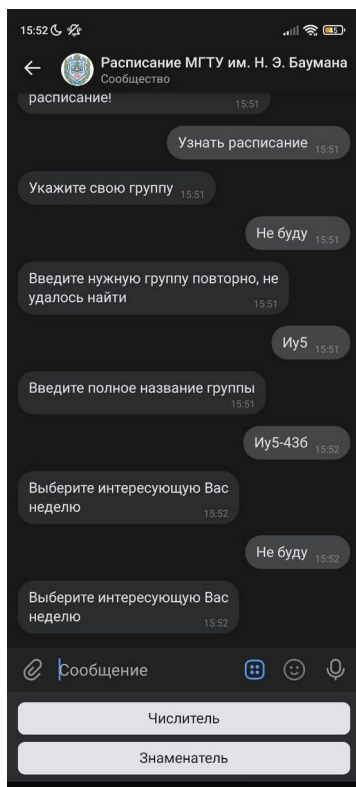 15:52
Расписание МГТУ им. Н. Э. Баумана
Сообщество
расписание!
15:51
Узнать расписание 15:51
Укажите свою группу 15:51
Не буду 15:51
Введите нужную группу повторно, не
удалось найти
15:51
Иу5 15:51
Введите полное название группы
15:51
Иу5-43б 15:52
Выберите интересующую Вас
неделю
15:52
Не буду 15:52
Выберите интересующую Вас
неделю
15:52
Сообщение
Числитель
Знаменатель